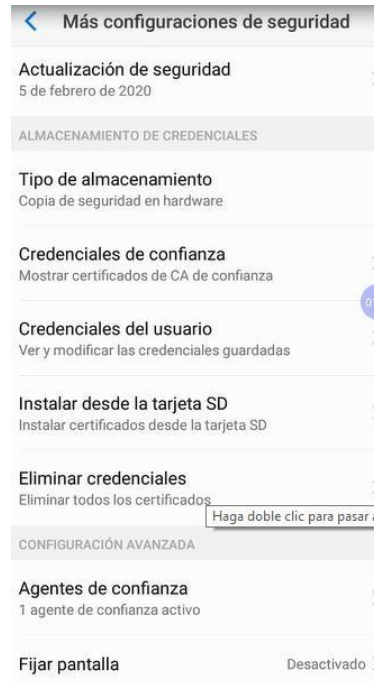 Más configuraciones de seguridad
Actualización de seguridad
5 de febrero de 2020
ALMACENAMIENTO DE CREDENCIALES
Tipo de almacenamiento
Copia de seguridad en hardware
Credenciales de confianza
Mostrar certificados de CA de confianza
Credenciales del usuario
Ver y modificar las credenciales guardadas
Instalar desde la tarjeta SD
Instalar certificados desde la tarjeta SD
Eliminar credenciales
Eliminar todos los certificados
Haga doble clic para pasar a
CONFIGURACIÓN AVANZADA
Agentes de confianza
1 agente de confianza activo
Fijar pantalla Desactivado